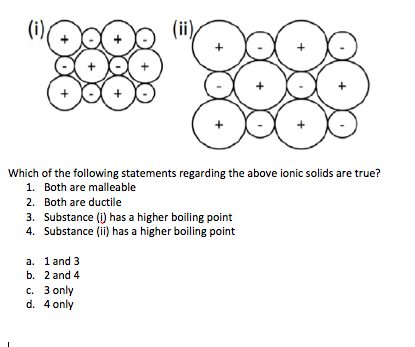 (i) (ii)
+ - + - + - + -
- + - + - + - +
+ - + - + - + -
Which of the following statements regarding the above ionic solids are true?
1. Both are malleable
2. Both are ductile
3. Substance (i) has a higher boiling point
4. Substance (ii) has a higher boiling point
a. 1 and 3
b. 2 and 4
c. 3 only
d. 4 only